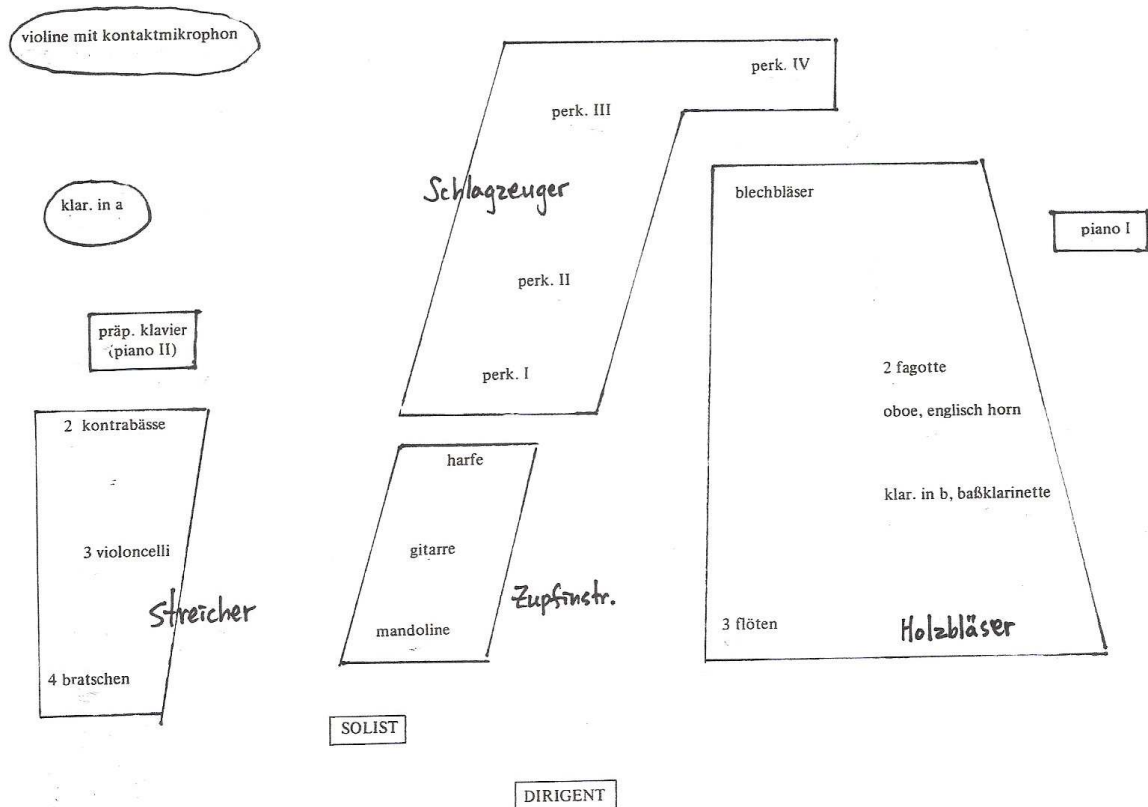 violine mit kontaktmikrophon
perk. IV
perk. III
Schlagzeuger
blechbläser
klar. in a
piano I
perk. II
präp. klavier
(piano II)
perk. I
2 fagotte
oboe, englisch horn
2 kontrabässe
harfe
klar. in b, baßklarinette
3 violoncelli
gitarre
Streicher
Zupfinstr.
mandoline
3 flöten
Holzbläser
4 bratschen
SOLIST
DIRIGENT